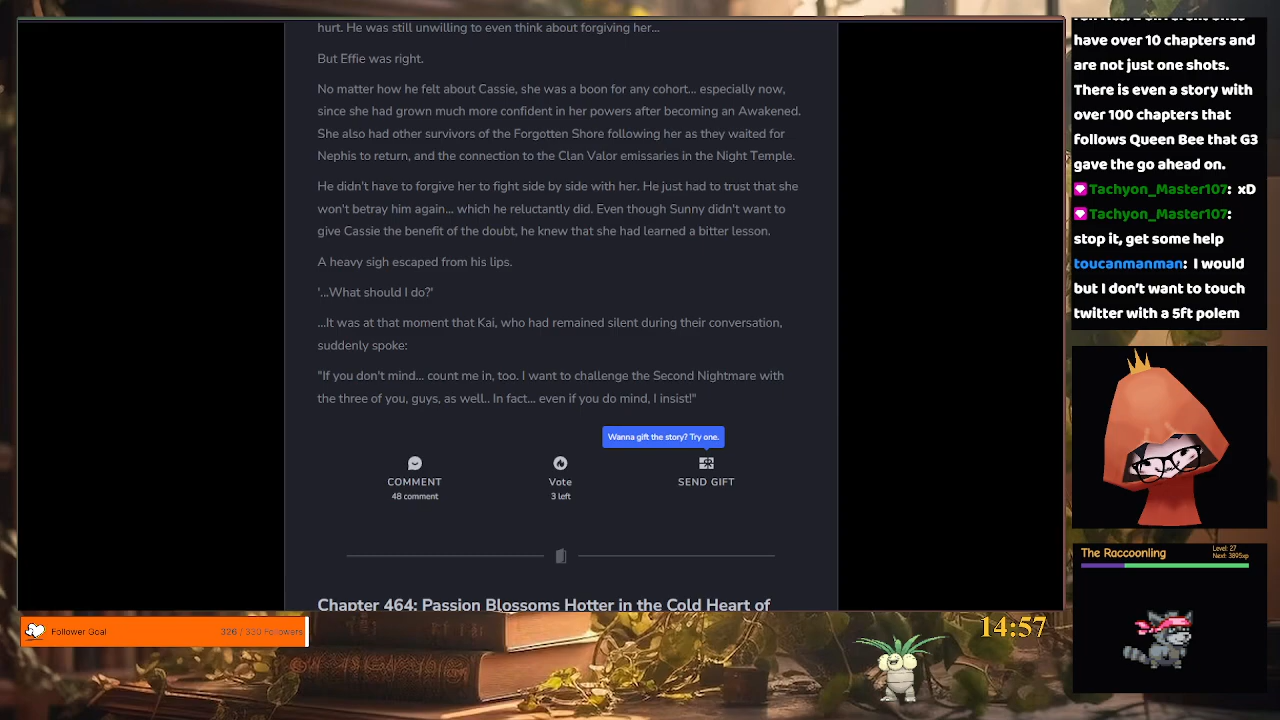 hurt. He was still unwilling to even think about forgiving her...
But Effie was right.
No matter how he felt about Cassie, she was a boon for any cohort... especially now,
since she had grown much more confident in her powers after becoming an Awakened.
She also had other survivors of the Forgotten Shore following her as they waited for
Nephis to return, and the connection to the Clan Valor emissaries in the Night Temple.
He didn't have to forgive her to fight side by side with her. He just had to trust that she
won't betray him again... which he reluctantly did. Even though Sunny didn't want to
give Cassie the benefit of the doubt, he knew that she had learned a bitter lesson.
A heavy sigh escaped from his lips.
'...What should I do?'
...It was at that moment that Kai, who had remained silent during their conversation,
suddenly spoke:
"If you don't mind... count me in, too. I want to challenge the Second Nightmare with
the three of you, guys, as well.. In fact... even if you do mind, I insist!"
Wanna gift the story? Try one.
COMMENT
48 comment
Vote
3 left
SEND GIFT
Chapter 464: Passion Blossoms Hotter in the Cold Heart of
have over 10 chapters and
are not just one shots.
There is even a story with
over 100 chapters that
follows Queen Bee that G3
gave the go ahead on.
Tachyon_Master107: xD
Tachyon_Master107:
stop it, get some help
toucanmanman: I would
but I don't want to touch
twitter with a 5ft polem
The Raccoonling
Level: 27
Next: 3895xp
Follower Goal
326 / 330 Followers
14:57